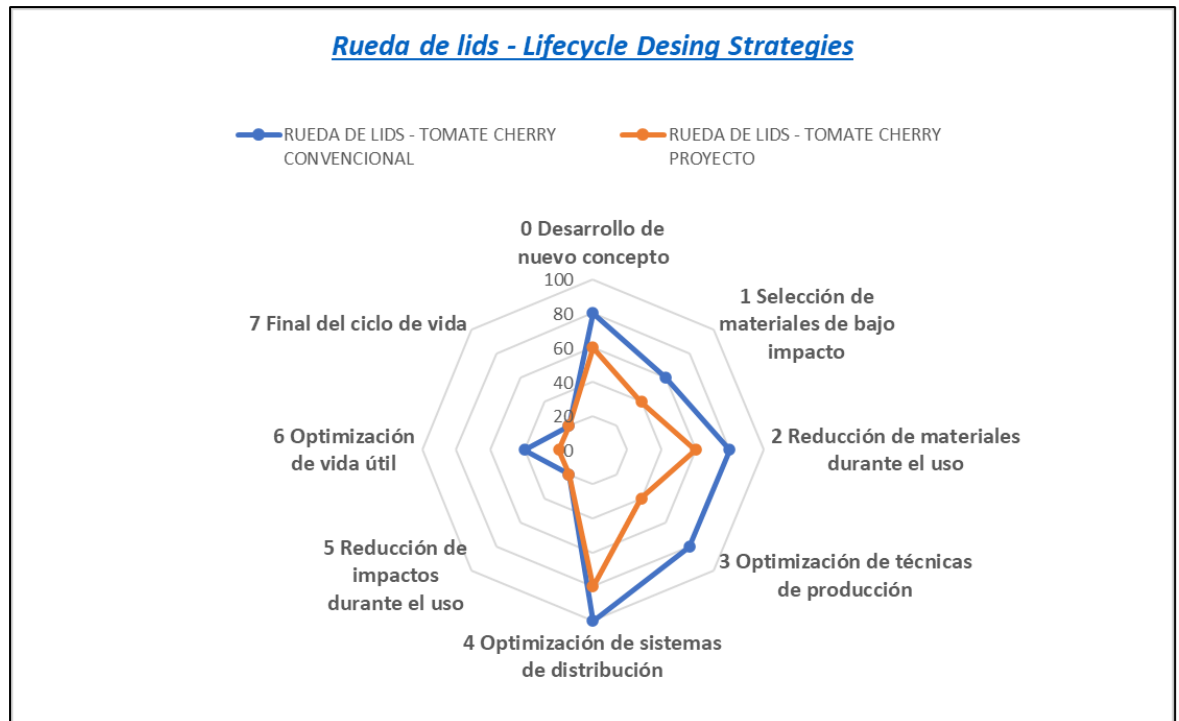 Rueda de lids - Lifecycle Desing Strategies
RUEDA DE LIDS - TOMATE CHERRY
CONVENCIONAL
RUEDA DE LIDS - TOMATE CHERRY
PROYECTO
0 Desarrollo de
nuevo concepto
100
80
60
40
20
0
1 Selección de
materiales de bajo
impacto
2 Reducción de materiales
durante el uso
3 Optimización de técnicas
de producción
4 Optimización de sistemas
de distribución
5 Reducción de
impactos
durante el uso
6 Optimización
de vida útil
7 Final del ciclo de vida